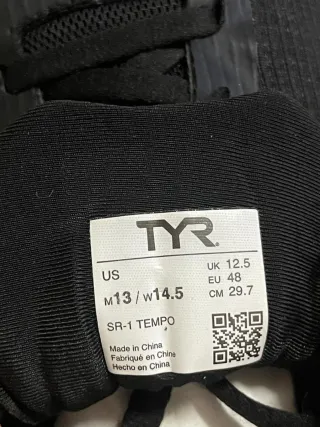 TYR
US
M13 / W14.5
UK 12.5
EU 48
CM 29.7
SR-1 TEMPO
Made in China
Fabriqué en Chine
Hecho en China